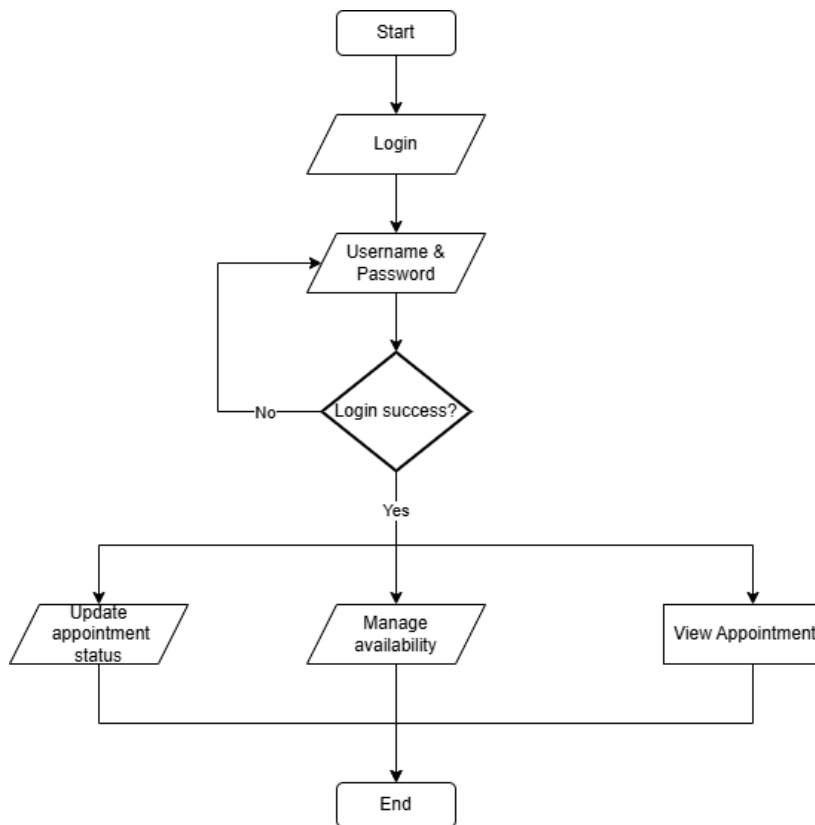 Start
Login
Username &
Password
Login success?
No
Yes
Update
appointment
status
Manage
availability
View Appointment
End